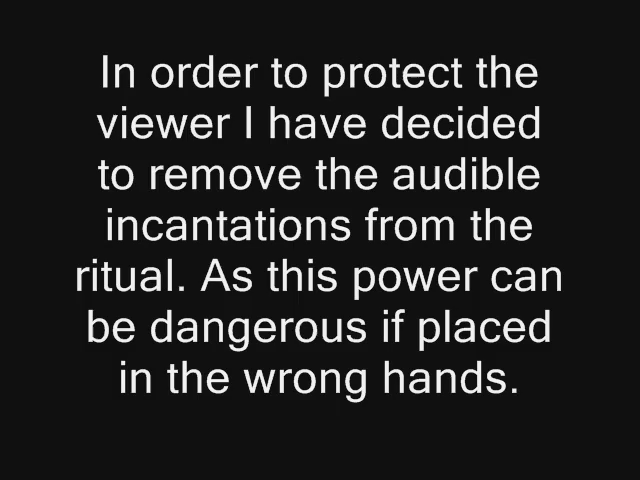 In order to protect the
viewer I have decided
to remove the audible
incantations from the
ritual. As this power can
be dangerous if placed
in the wrong hands.